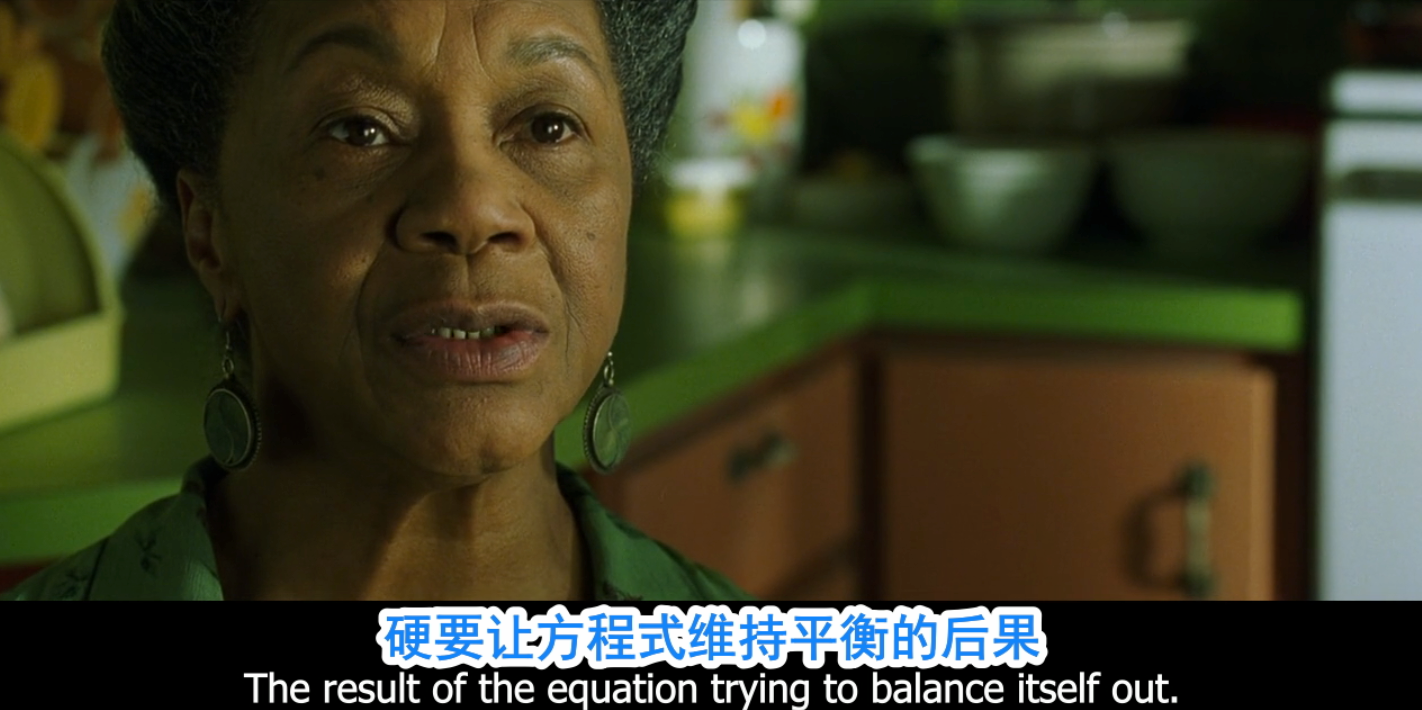 硬要让方程式维持平衡的后果
The result of the equation trying to balance itself out.